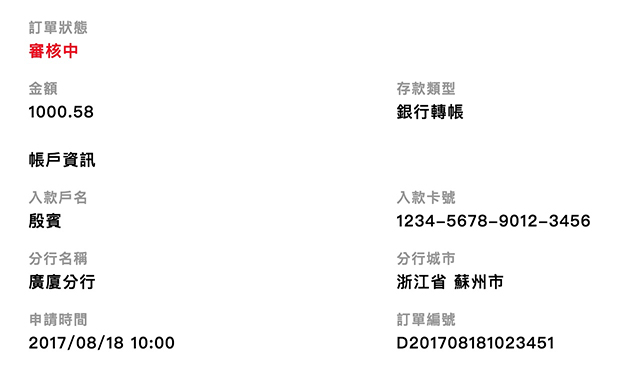 訂單狀態
審核中
金額 存款類型
1000.58 銀行轉帳
帳戶資訊
入款戶名 入款卡號
殷賓 1234-5678-9012-3456
分行名稱 分行城市
廣廈分行 浙江省 蘇州市
申請時間 訂單編號
2017/08/18 10:00 D201708181023451